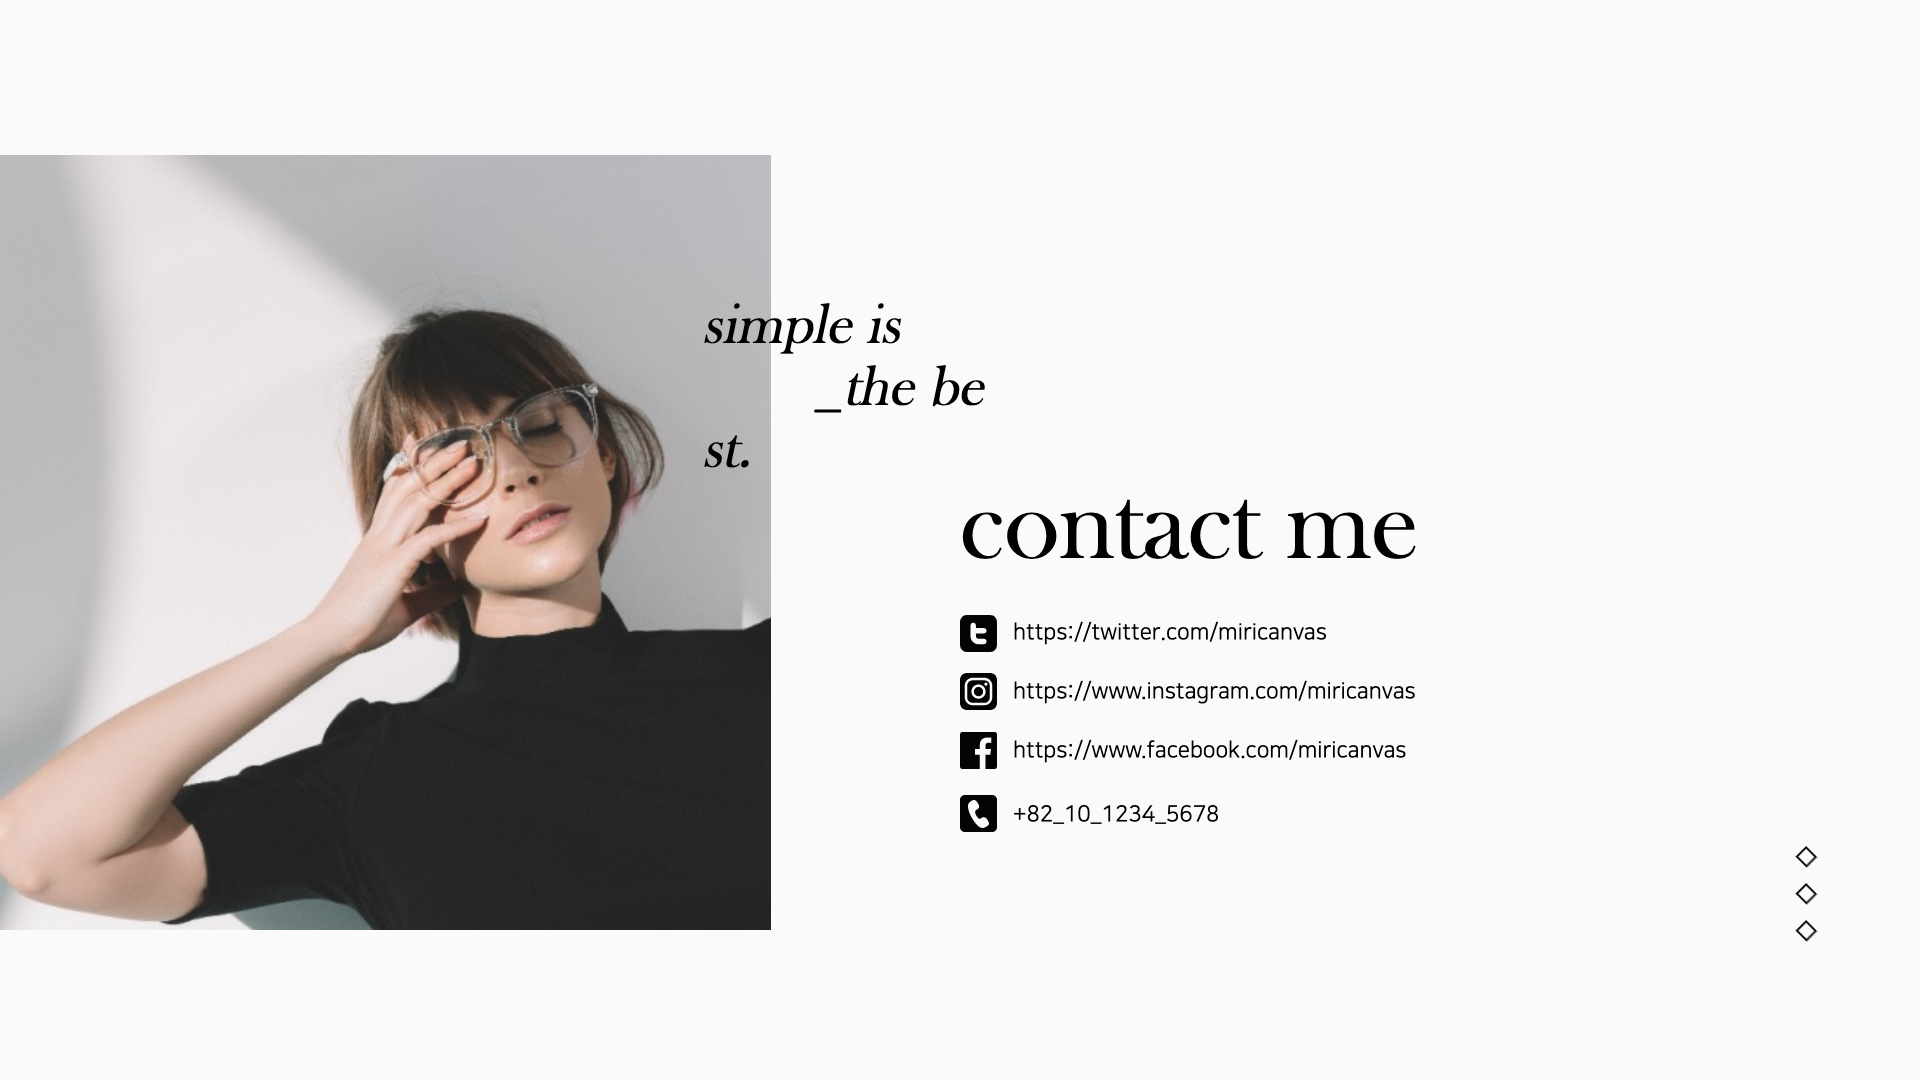 simple is
_the be
st.
contact me
https://twitter.com/miricanvas
https://www.instagram.com/miricanvas
https://www.facebook.com/miricanvas
+82_10_1234_5678